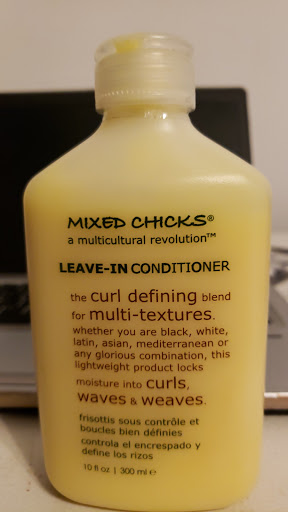 MIXED CHICKS®
a multicultural revolution™
LEAVE-IN CONDITIONER
the curl defining blend
for multi-textures.
whether you are black, white,
latin, asian, mediterranean or
any glorious combination, this
lightweight product locks
moisture into curls,
waves & weaves.
frisottis sous contrôle et
boucles bien définies
controla el encrespado y
define los rizos
10 fl oz | 300 ml ℮